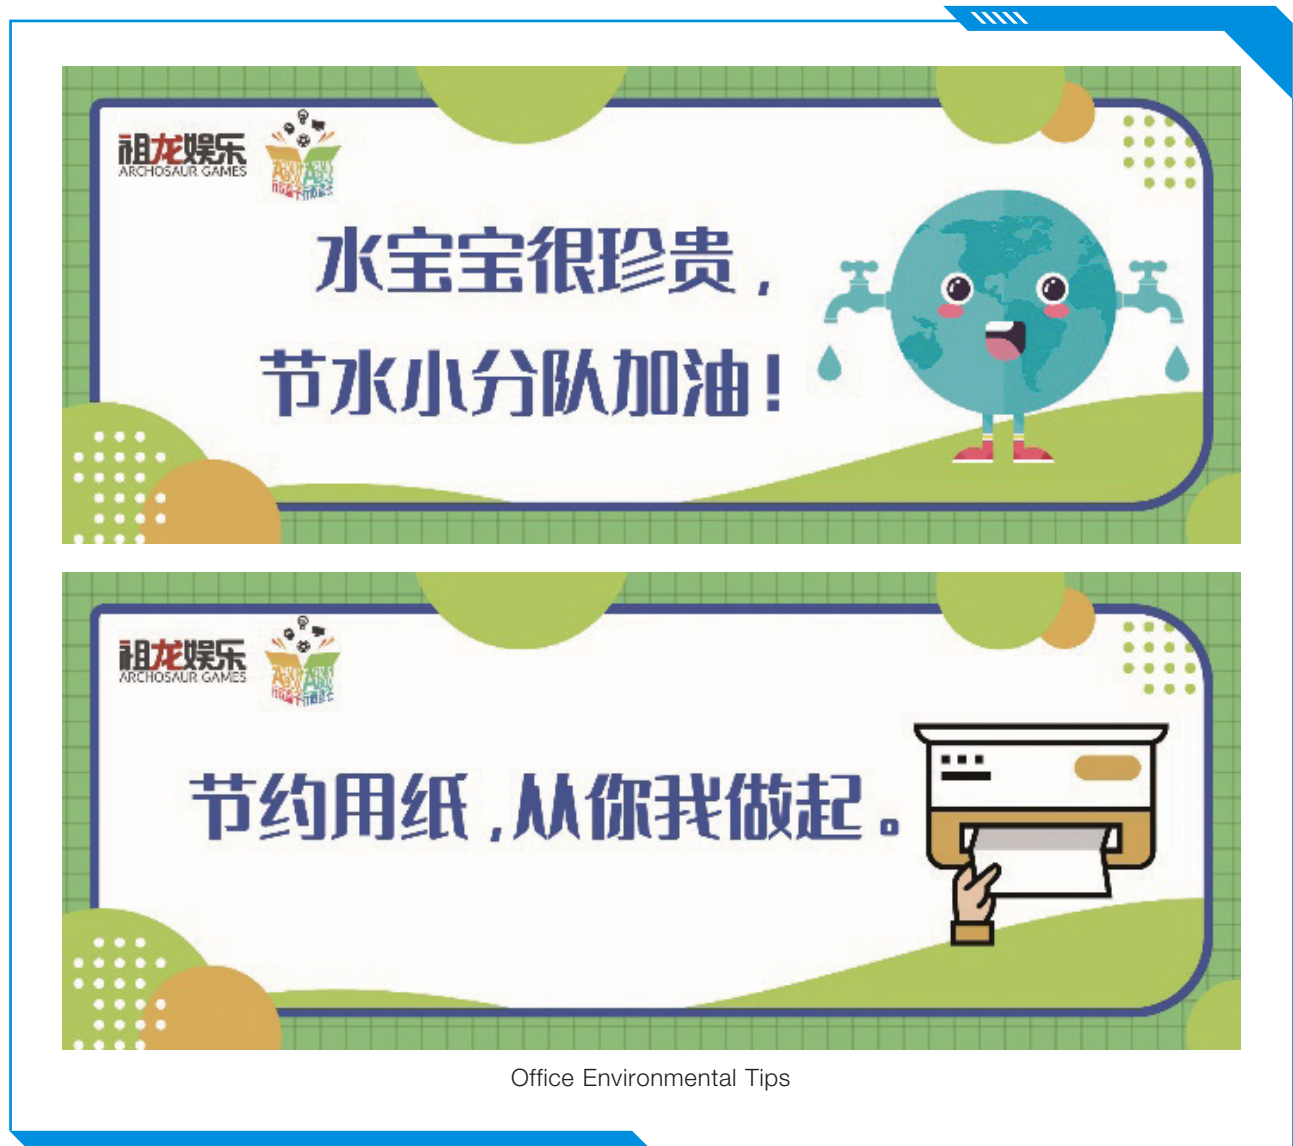 祖龙娱乐
ARCHOSAUR GAMES
水宝宝很珍贵，
节水小分队加油！
祖龙娱乐
ARCHOSAUR GAMES
节约用纸，从你我做起。
Office Environmental Tips